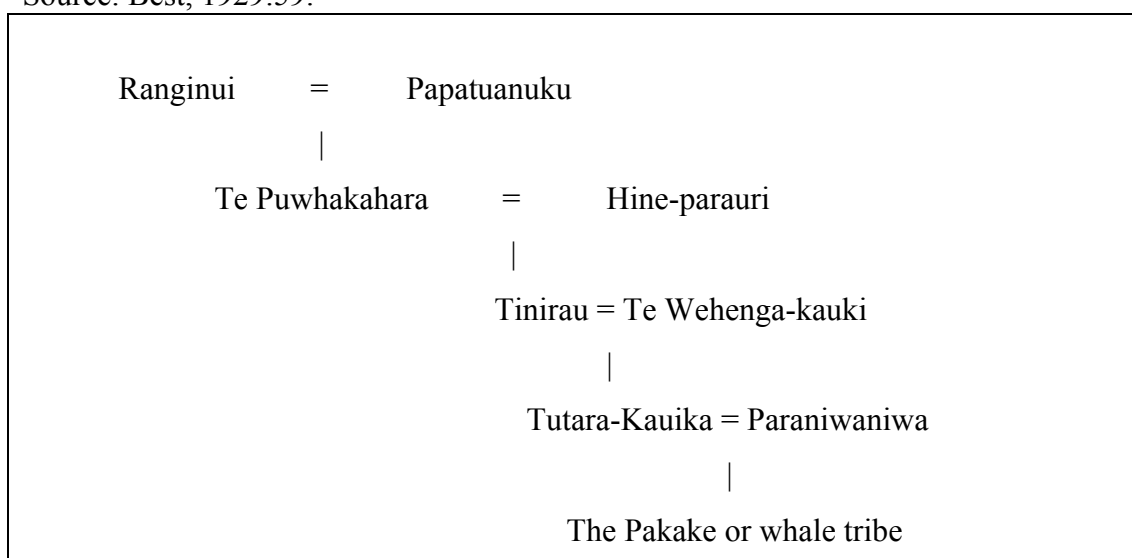 Source: Best, 1929:59.
Ranginui = Papatuanuku
|
Te Puwhakahara = Hine-parauri
|
Tinirau = Te Wehenga-kauki
|
Tutara-Kauika = Paraniwaniwa
|
The Pakake or whale tribe